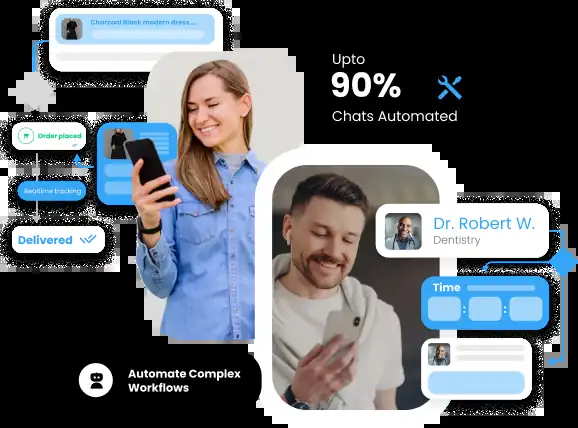 Charcoal Black modern dress...
Upto
90%
Chats Automated
Order placed
Realtime tracking
Delivered
Dr. Robert W.
Dentistry
Time
: :
Automate Complex
Workflows